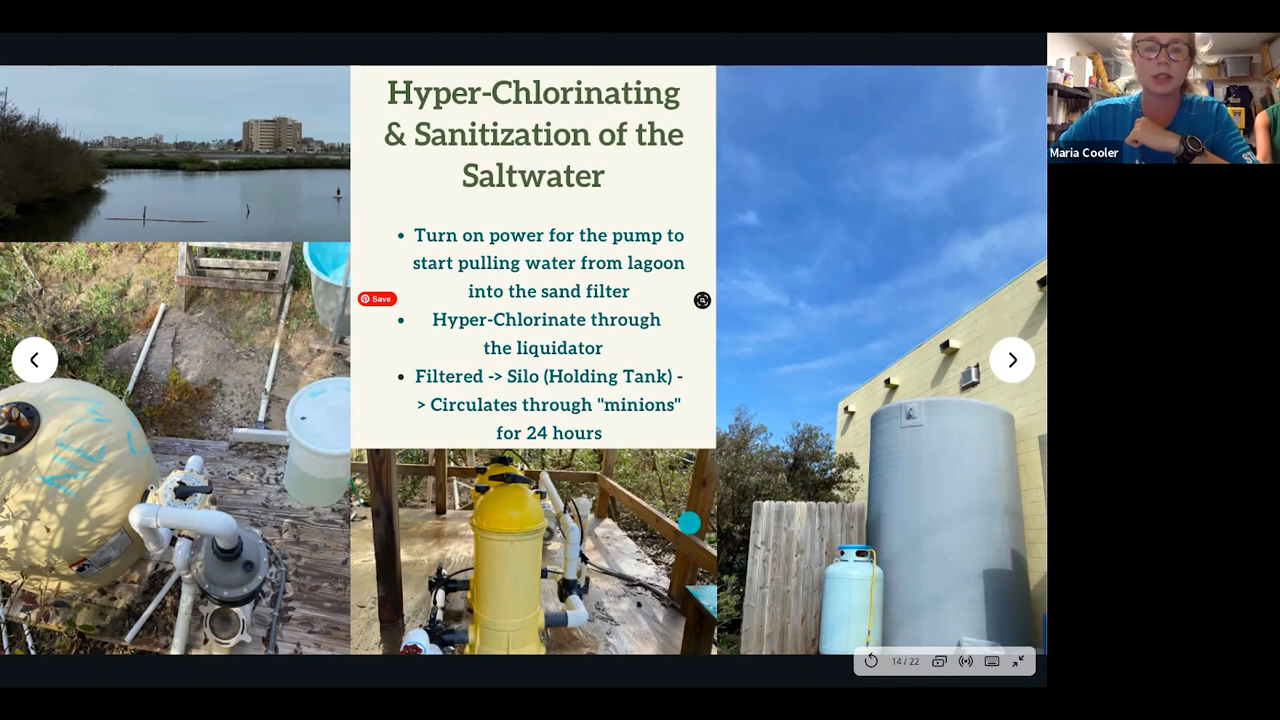 Hyper-Chlorinating
& Sanitization of the
Saltwater
• Turn on power for the pump to
start pulling water from lagoon
into the sand filter
• Hyper-Chlorinate through
the liquidator
• Filtered -> Silo (Holding Tank) -
> Circulates through "minions"
for 24 hours
Save
Maria Cooler
14 / 22